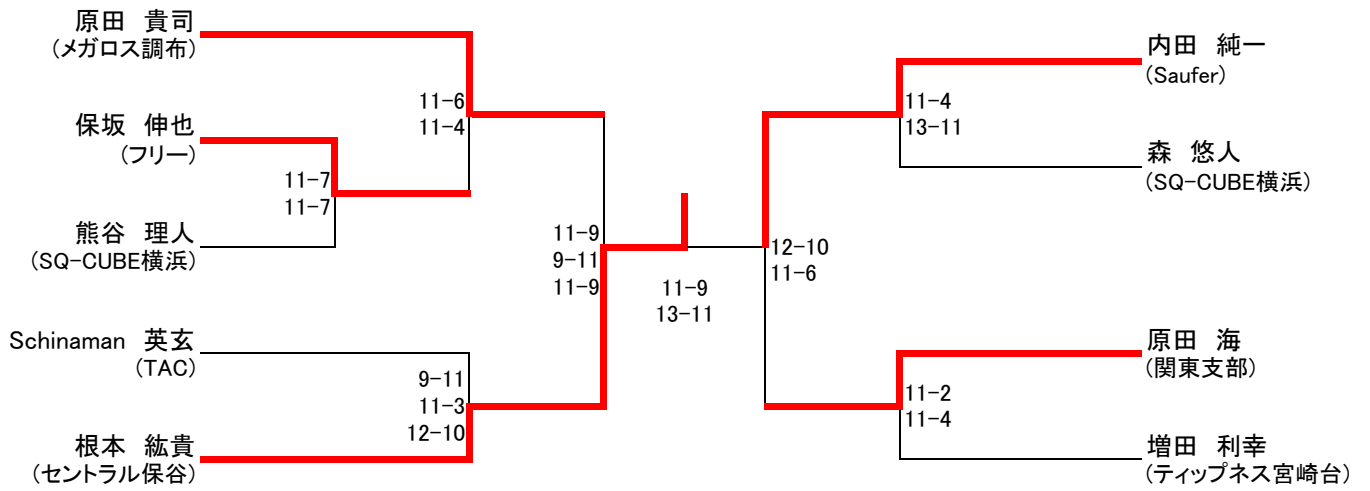 原田 貴司
(メガロス調布)
11-6
11-4
保坂 伸也
(フリー)
11-7
11-7
熊谷 理人
(SQ-CUBE横浜)
11-9
9-11
11-9
Schinaman 英玄
(TAC)
9-11
11-3
12-10
根本 紘貴
(セントラル保谷)
11-9
13-11
内田 純一
(Saufer)
11-4
13-11
森 悠人
(SQ-CUBE横浜)
12-10
11-6
原田 海
(関東支部)
11-2
11-4
増田 利幸
(ティップネス宮崎台)